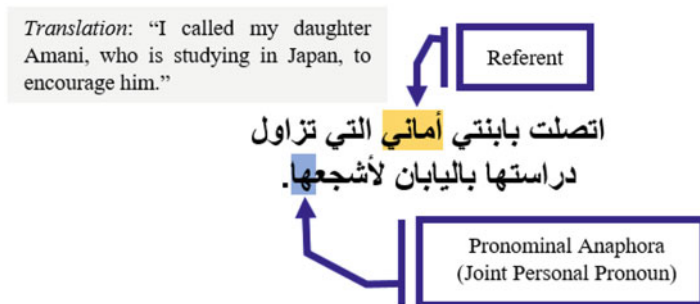 Translation: “I called my daughter
Amani, who is studying in Japan, to
encourage him.”
Referent
اتصلت بابنتي أماني التي تزاول
دراستها باليابان لأشجعها.
Pronominal Anaphora
(Joint Personal Pronoun)